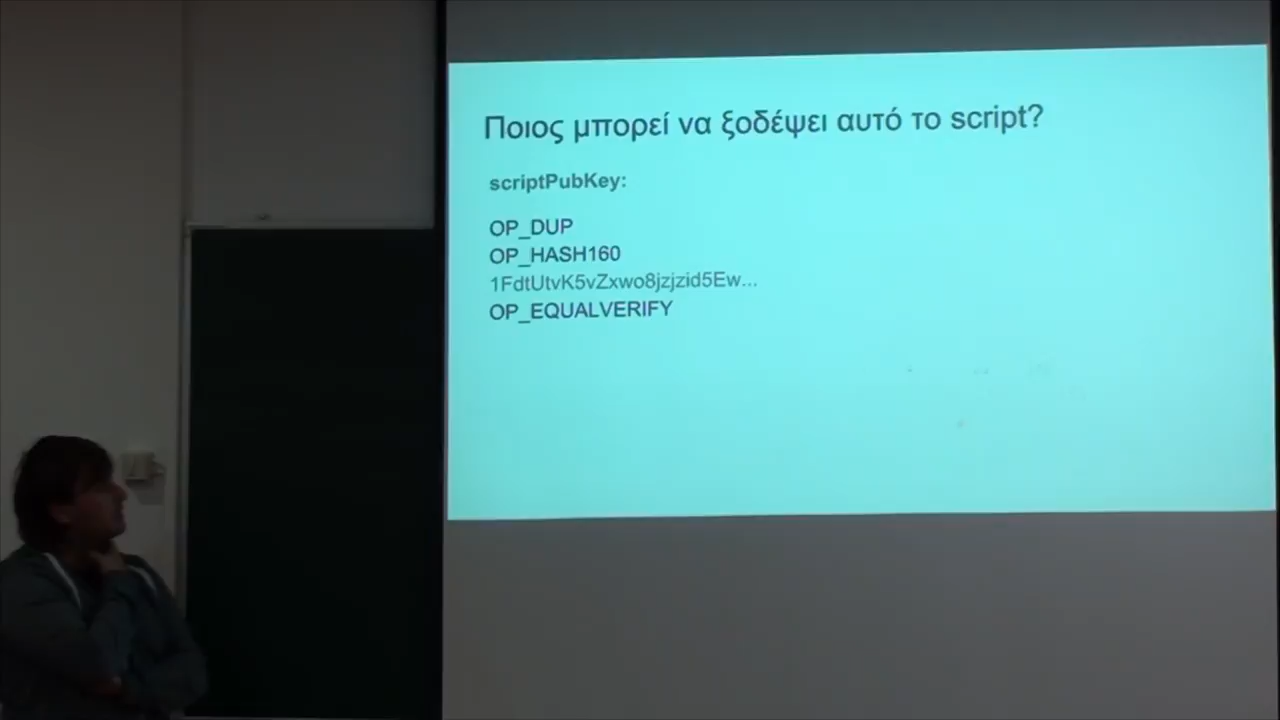 Ποιος μπορεί να ξοδέψει αυτό το script?
scriptPubKey:
OP_DUP
OP_HASH160
1FdtUtvK5vZxwo8jzjzid5Ew...
OP_EQUALVERIFY